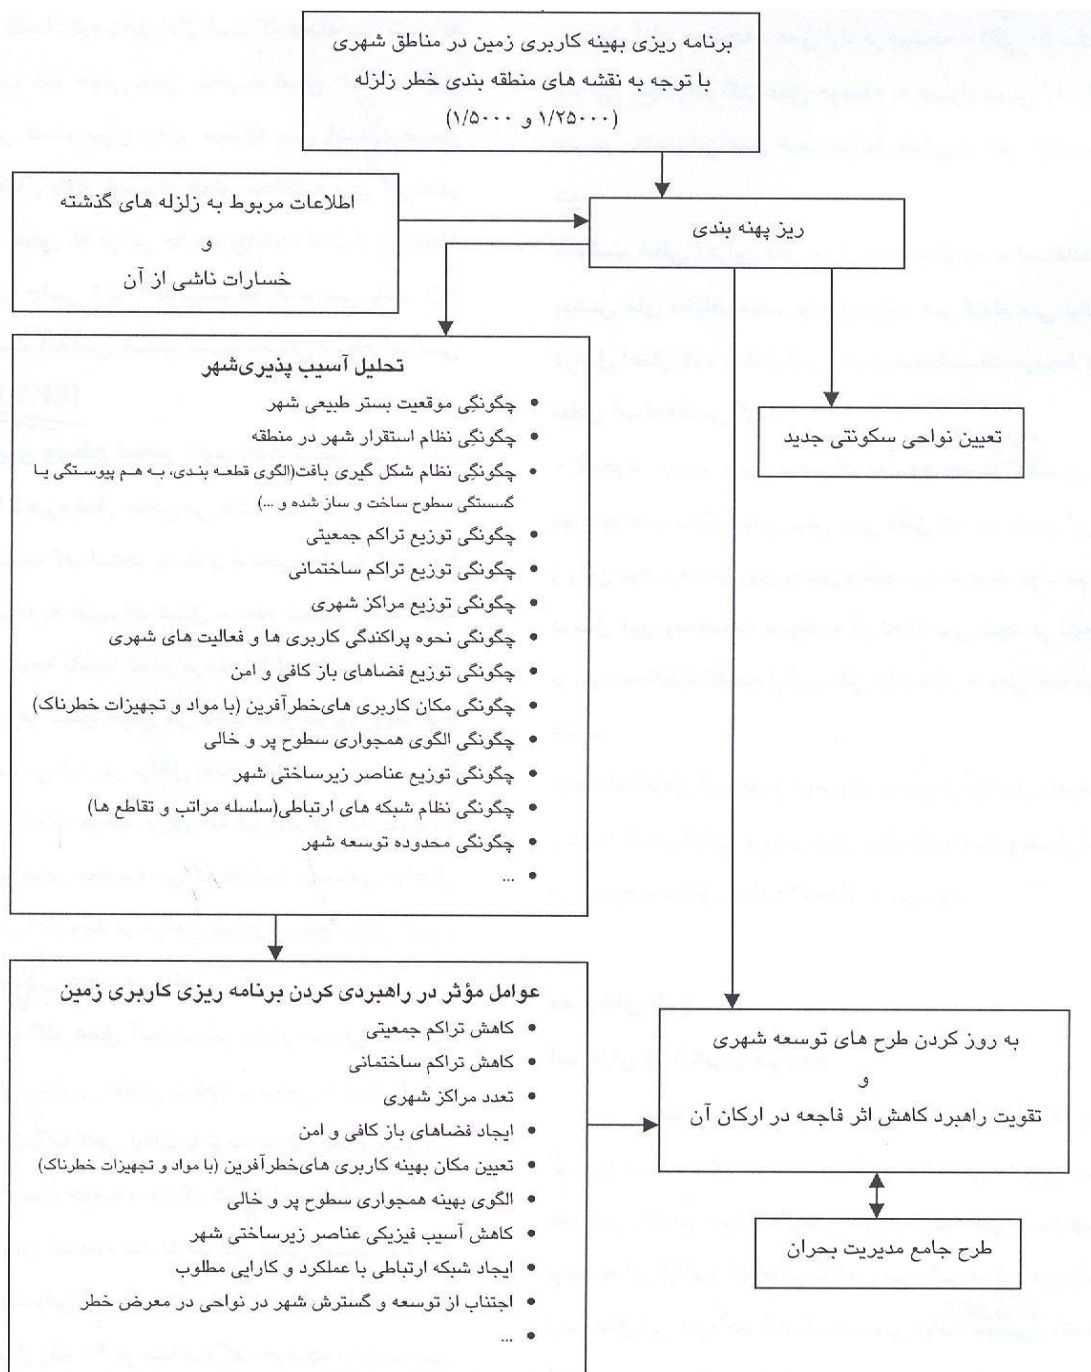 برنامه ریزی بهینه کاربری زمین در مناطق شهری
با توجه به نقشه های منطقه بندی خطر زلزله
(۱/۲۵۰۰۰ و ۱/۵۰۰۰)
اطلاعات مربوط به زلزله های گذشته
و
خسارات ناشی از آن
ریز پهنه بندی
تحلیل آسیب پذیری‌شهر
• چگونگِی موقعیت بستر طبیعی شهر
• چگونگِی نظام استقرار شهر در منطقه
• چگونگِی نظام شکل گیری بافت(الگوی قطعه بندی، به هم پیوستگی یا
گسستگی سطوح ساخت و ساز شده و ...)
• چگونگی توزیع تراکم جمعیتی
• چگونگی توزیع تراکم ساختمانی
• چگونگی توزیع مراکز شهری
• چگونگی نحوه پراکندگی کاربری ها و فعالیت های شهری
• چگونگی توزیع فضاهای باز کافی و امن
• چگونگی مکان کاربری های‌خطرآفرین (با مواد و تجهیزات خطرناک)
• چگونگی الگوی همجواری سطوح پر و خالی
• چگونگی توزیع عناصر زیرساختی شهر
• چگونگی نظام شبکه های ارتباطی(سلسله مراتب و تقاطع ها)
• چگونگی محدوده توسعه شهر
• ...
تعیین نواحی سکونتی جدید
عوامل مؤثر در راهبردی کردن برنامه ریزی کاربری زمین
• کاهش تراکم جمعیتی
• کاهش تراکم ساختمانی
• تعدد مراکز شهری
• ایجاد فضاهای باز کافی و امن
• تعیین مکان بهینه کاربری های‌خطرآفرین (با مواد و تجهیزات خطرناک)
• الگوی بهینه همجواری سطوح پر و خالی
• کاهش آسیب فیزیکی عناصر زیرساختی شهر
• ایجاد شبکه ارتباطی با عملکرد و کارایی مطلوب
• اجتناب از توسعه و گسترش شهر در نواحی در معرض خطر
• ...
به روز کردن طرح های توسعه شهری
و
تقویت راهبرد کاهش اثر فاجعه در ارکان آن
طرح جامع مدیریت بحران